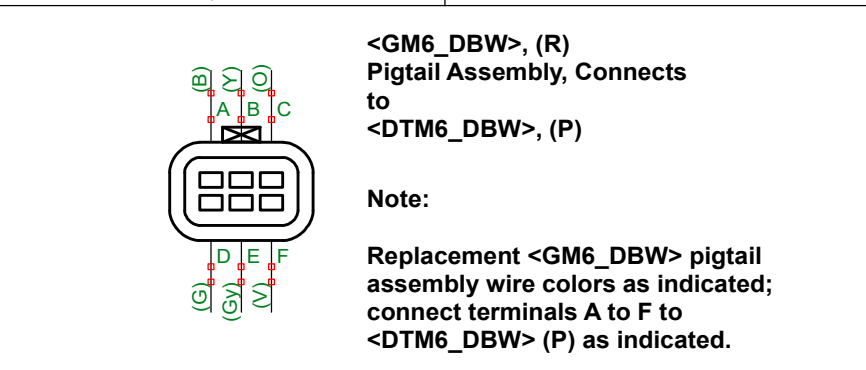 <GM6_DBW>, (R)
Pigtail Assembly, Connects
to
<DTM6_DBW>, (P)
(B) (Y) (O)
A B C
D E F
(G) (Gy) (V)
Note:
Replacement <GM6_DBW> pigtail
assembly wire colors as indicated;
connect terminals A to F to
<DTM6_DBW> (P) as indicated.